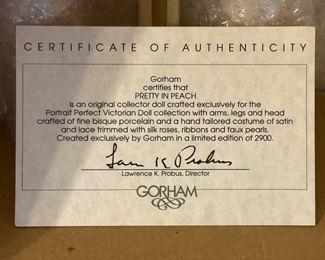 CERTIFICATE OF AUTHENTICITY
Gorham
certifies that
PRETTY IN PEACH
is an original collector doll crafted exclusively for the
Portrait Perfect Victorian Doll collection with arms, legs and head
crafted of fine bisque porcelain and a hand tailored costume of satin
and lace trimmed with silk roses, ribbons and faux pearls.
Created exclusively by Gorham in a limited edition of 2900.
Lawrence K. Probus
Lawrence K. Probus, Director
GORHAM